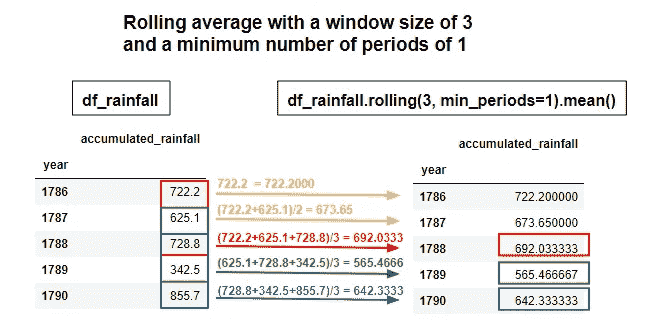 Rolling average with a window size of 3
and a minimum number of periods of 1
df_rainfall
df_rainfall.rolling(3, min_periods=1).mean()
accumulated_rainfall
year
1786 722.2
1787 625.1
1788 728.8
1789 342.5
1790 855.7
722.2 = 722.2000
(722.2+625.1)/2 = 673.65
(722.2+625.1+728.8)/3 = 692.0333
(625.1+728.8+342.5)/3 = 565.4666
(728.8+342.5+855.7)/3 = 642.3333
accumulated_rainfall
year
1786 722.200000
1787 673.650000
1788 692.033333
1789 565.466667
1790 642.333333